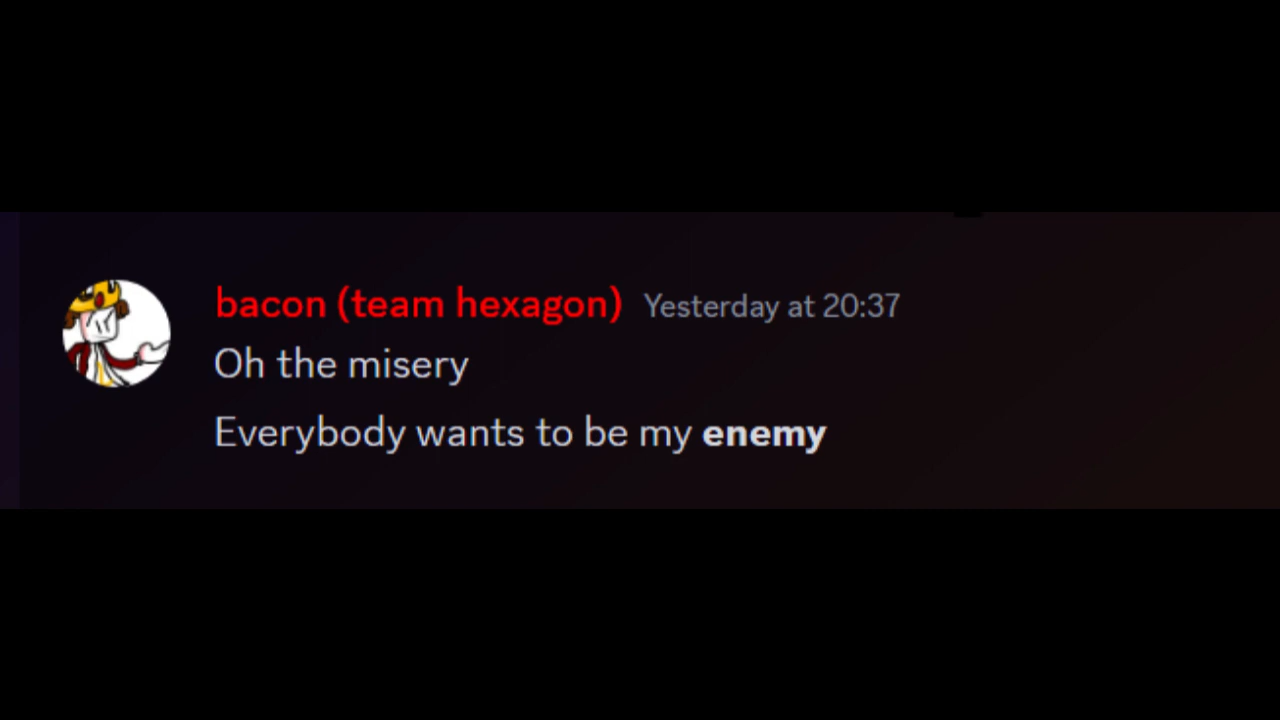 bacon (team hexagon) Yesterday at 20:37
Oh the misery
Everybody wants to be my enemy